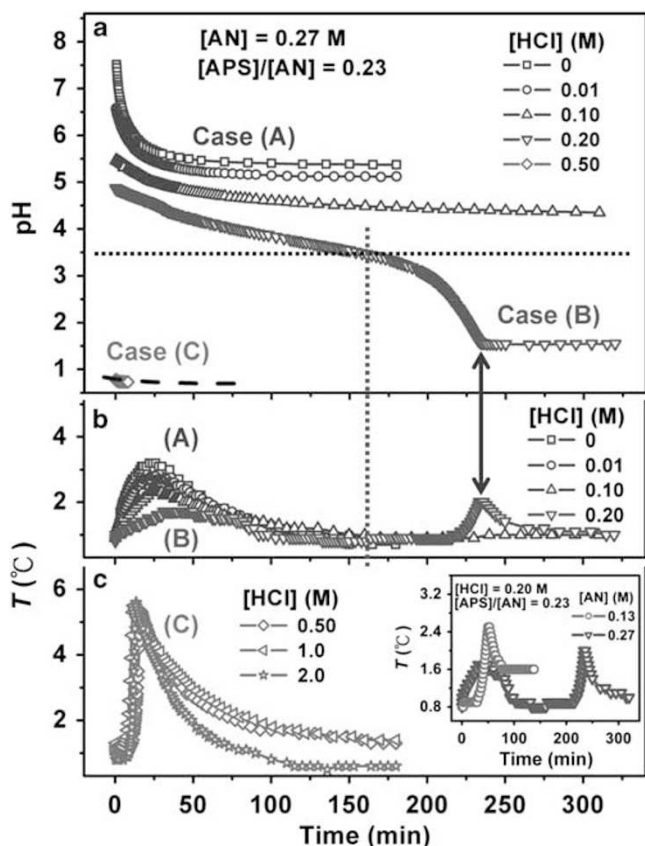 a
[AN] = 0.27 M
[APS]/[AN] = 0.23
[HCl] (M)
0
0.01
0.10
0.20
0.50
Case (A)
Case (B)
Case (C)
8
7
6
5
4
3
2
1
pH
b
(A)
(B)
[HCl] (M)
0
0.01
0.10
0.20
4
2
T (℃)
c
(C)
[HCl] (M)
0.50
1.0
2.0
6
4
2
[HCl] = 0.20 M
[APS]/[AN] = 0.23
[AN] (M)
0.13
0.27
3.0
2.4
1.6
0.8
T (℃)
0 100 200 300
Time (min)
0 50 100 150 200 250 300
Time (min)